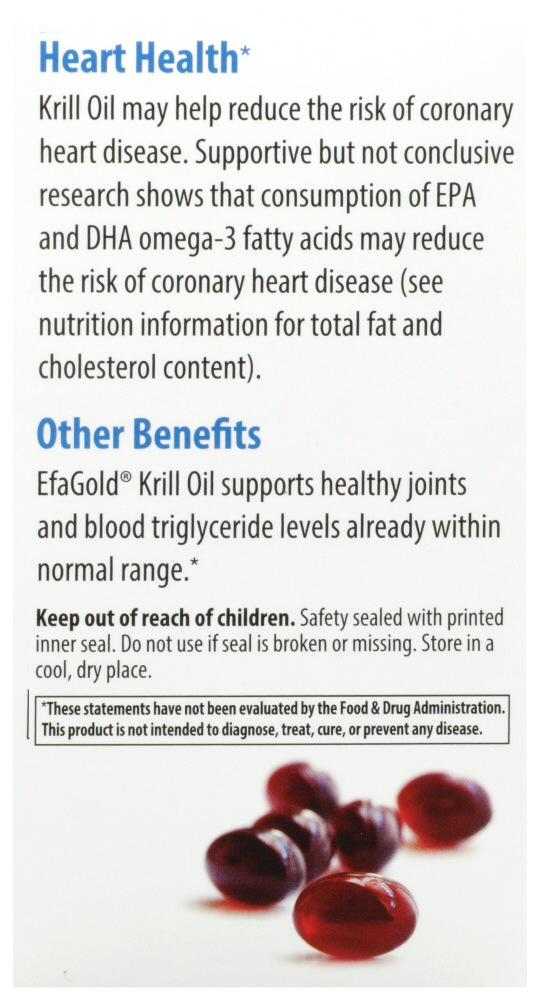 Heart Health*
Krill Oil may help reduce the risk of coronary
heart disease. Supportive but not conclusive
research shows that consumption of EPA
and DHA omega-3 fatty acids may reduce
the risk of coronary heart disease (see
nutrition information for total fat and
cholesterol content).
Other Benefits
EfaGold® Krill Oil supports healthy joints
and blood triglyceride levels already within
normal range.*
Keep out of reach of children. Safety sealed with printed
inner seal. Do not use if seal is broken or missing. Store in a
cool, dry place.
*These statements have not been evaluated by the Food & Drug Administration.
This product is not intended to diagnose, treat, cure, or prevent any disease.